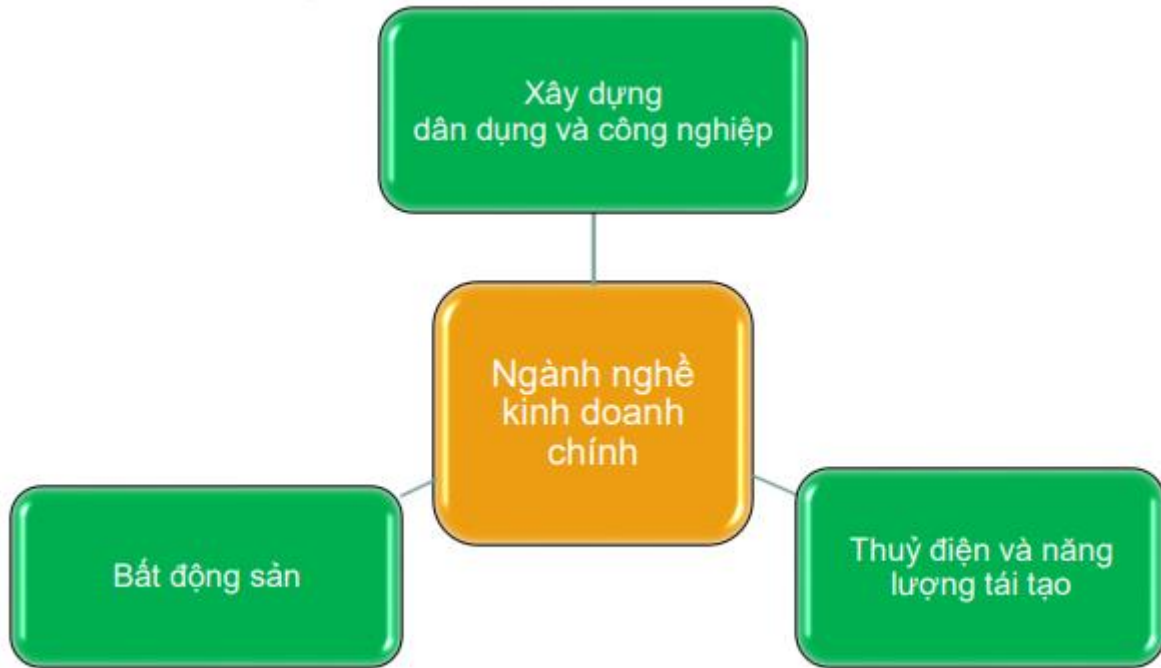 Xây dựng
dân dụng và công nghiệp
Ngành nghề
kinh doanh
chính
Bất động sản
Thuỷ điện và năng
lượng tái tạo